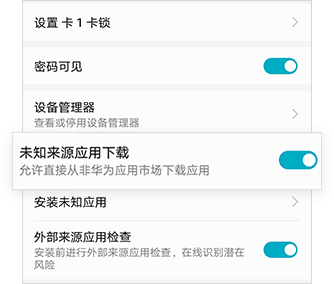 设置 卡 1 卡锁
密码可见
设备管理器
查看或停用设备管理器
未知来源应用下载
允许直接从非华为应用市场下载应用
安装未知应用
外部来源应用检查
安装前进行外部来源应用检查，在线识别潜在
风险